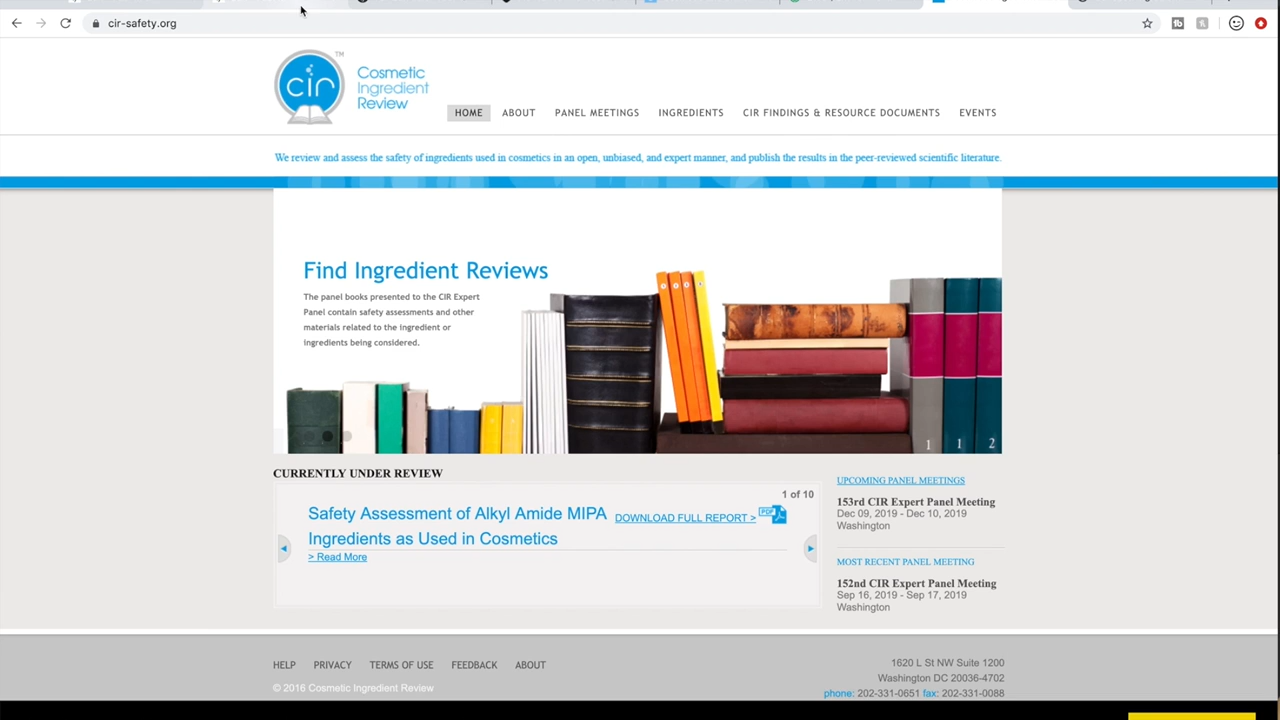 cir-safety.org
cir
TM
Cosmetic
Ingredient
Review
HOME ABOUT PANEL MEETINGS INGREDIENTS CIR FINDINGS & RESOURCE DOCUMENTS EVENTS
We review and assess the safety of ingredients used in cosmetics in an open, unbiased, and expert manner, and publish the results in the peer-reviewed scientific literature.
Find Ingredient Reviews
The panel books presented to the CIR Expert
Panel contain safety assessments and other
materials related to the ingredient or
ingredients being considered.
1 1 2
CURRENTLY UNDER REVIEW
1 of 10
Safety Assessment of Alkyl Amide MIPA
Ingredients as Used in Cosmetics
DOWNLOAD FULL REPORT >
PDF
> Read More
UPCOMING PANEL MEETINGS
153rd CIR Expert Panel Meeting
Dec 09, 2019 - Dec 10, 2019
Washington
MOST RECENT PANEL MEETING
152nd CIR Expert Panel Meeting
Sep 16, 2019 - Sep 17, 2019
Washington
HELP PRIVACY TERMS OF USE FEEDBACK ABOUT
© 2016 Cosmetic Ingredient Review
1620 L St NW Suite 1200
Washington DC 20036-4702
phone: 202-331-0651 fax: 202-331-0088